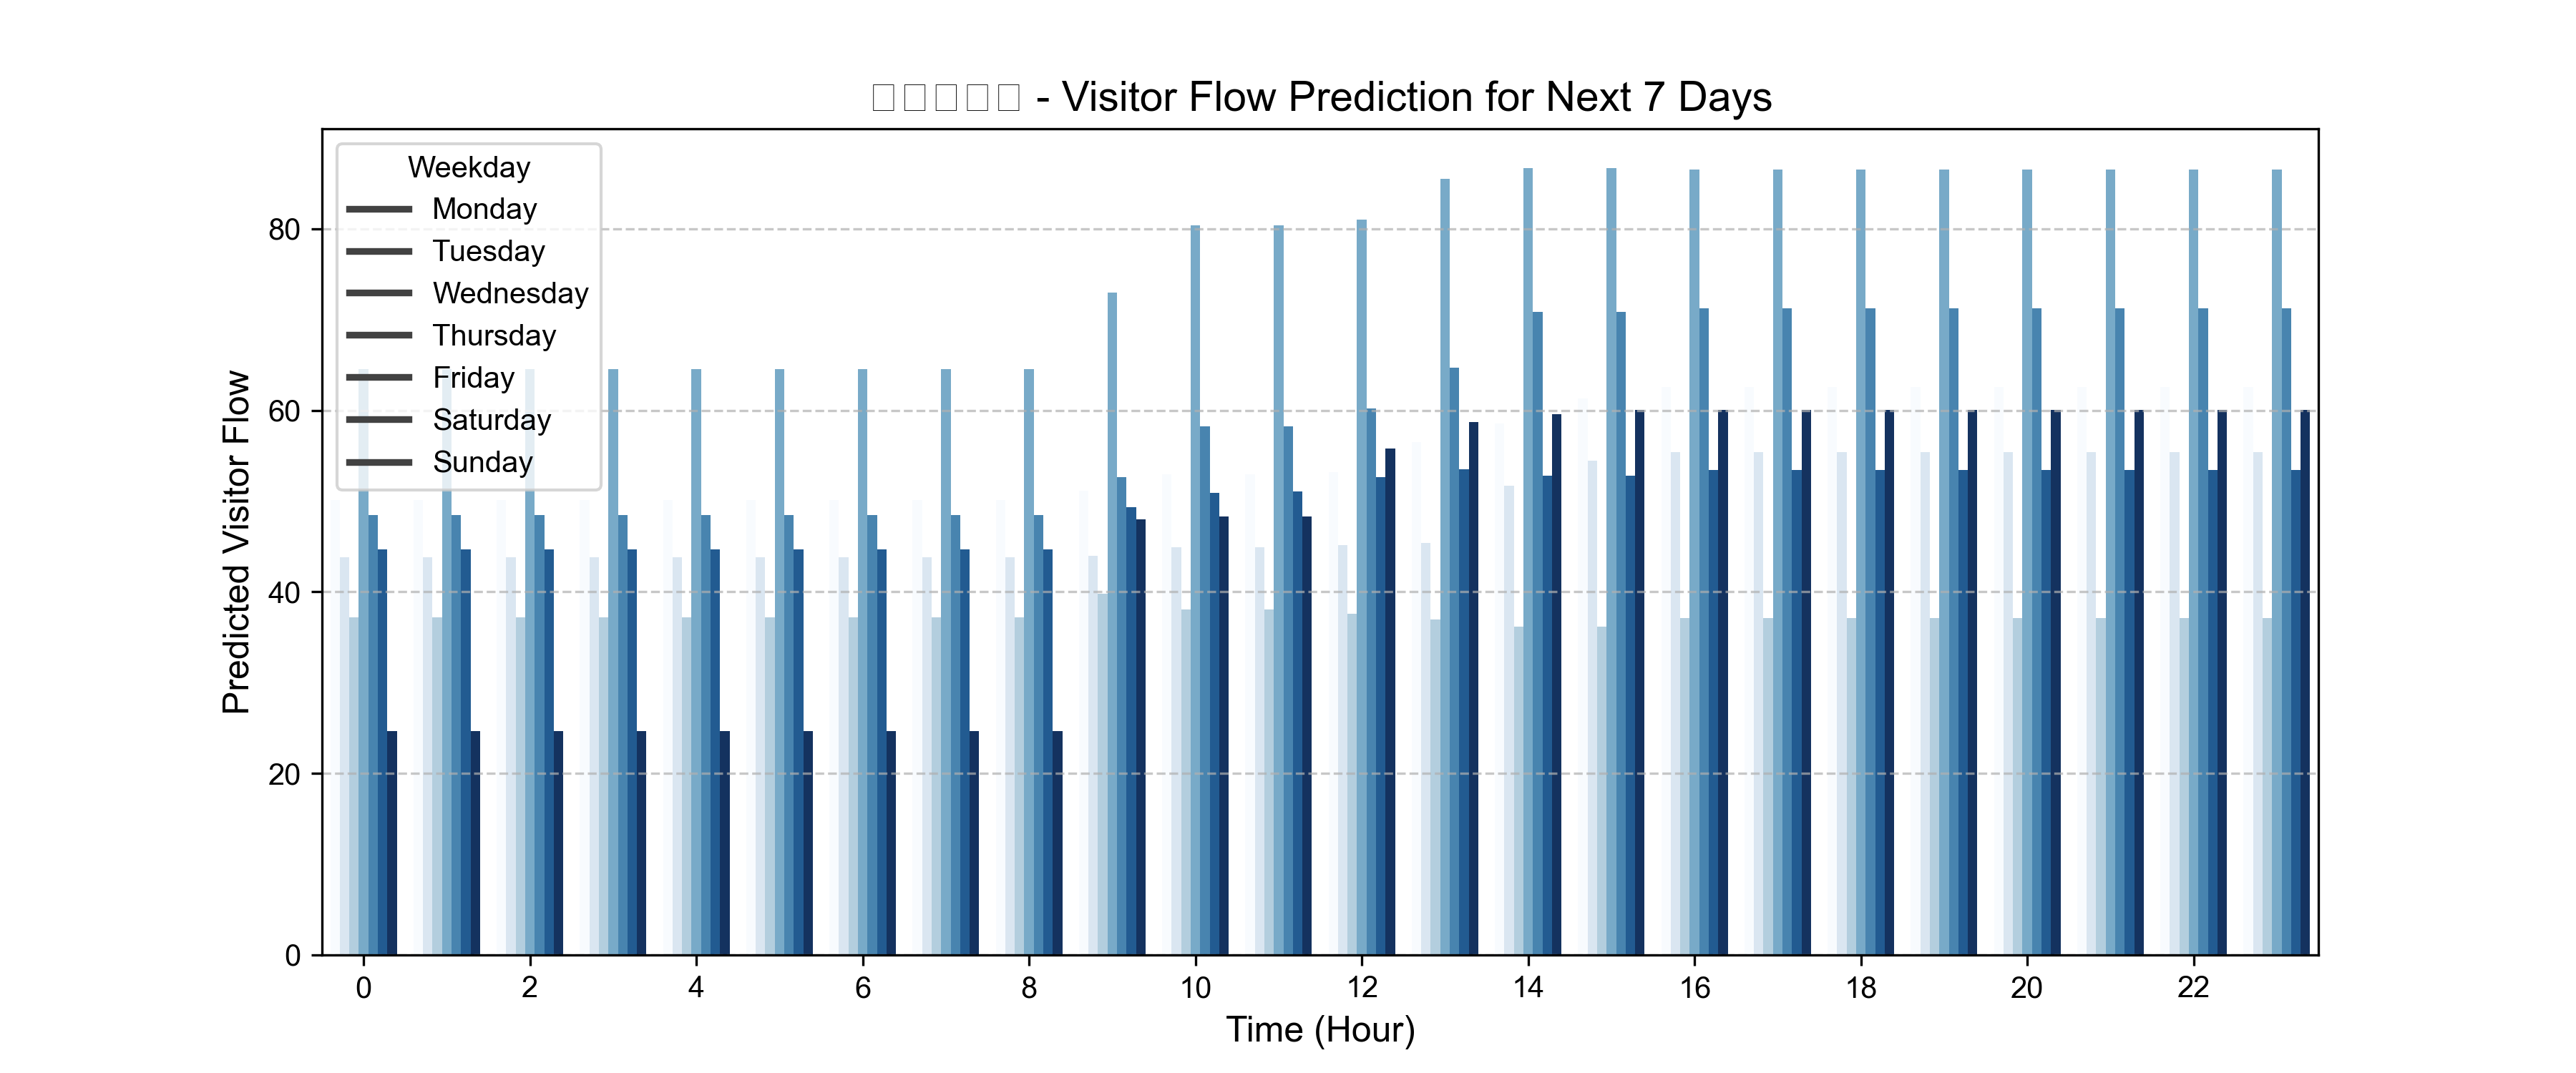 □□□□□ - Visitor Flow Prediction for Next 7 Days
Weekday
Monday
Tuesday
Wednesday
Thursday
Friday
Saturday
Sunday
Predicted Visitor Flow
80
60
40
20
0
0 2 4 6 8 10 12 14 16 18 20 22
Time (Hour)